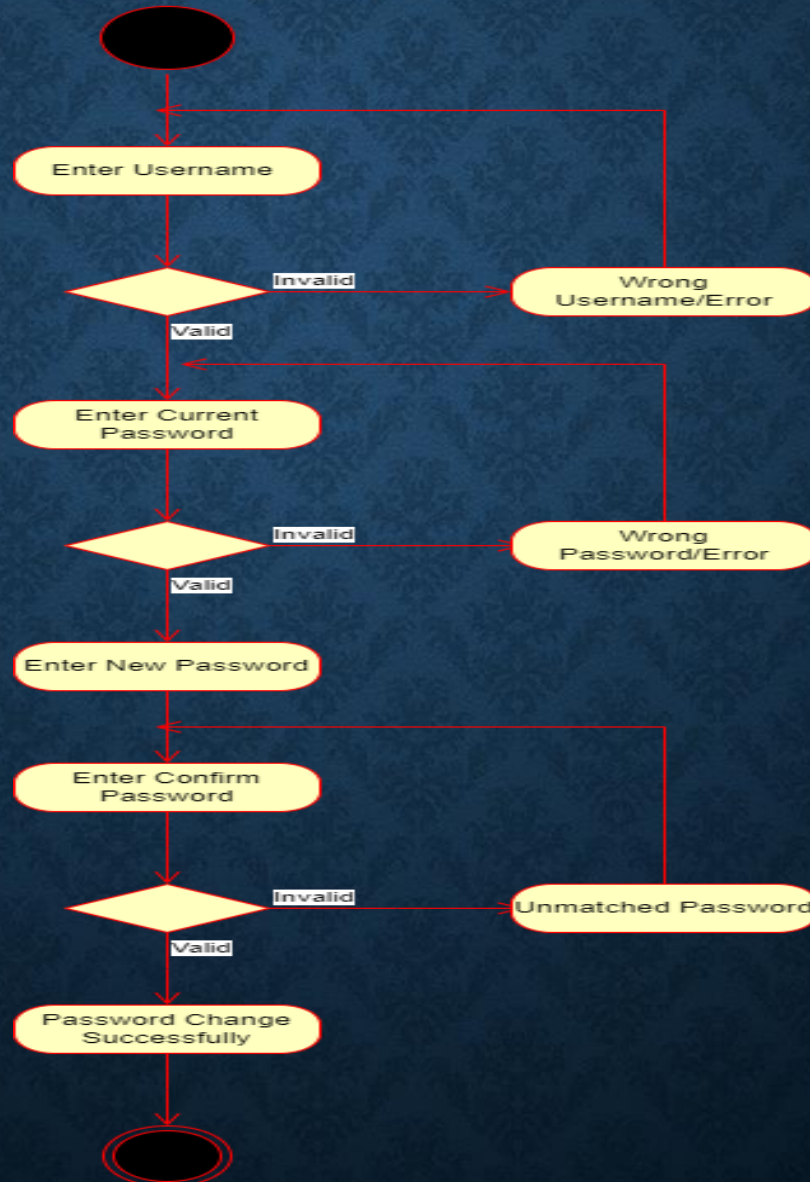 Enter Username
Invalid
Wrong
Username/Error
Valid
Enter Current
Password
Invalid
Wrong
Password/Error
Valid
Enter New Password
Enter Confirm
Password
Invalid
Unmatched Password
Valid
Password Change
Successfully